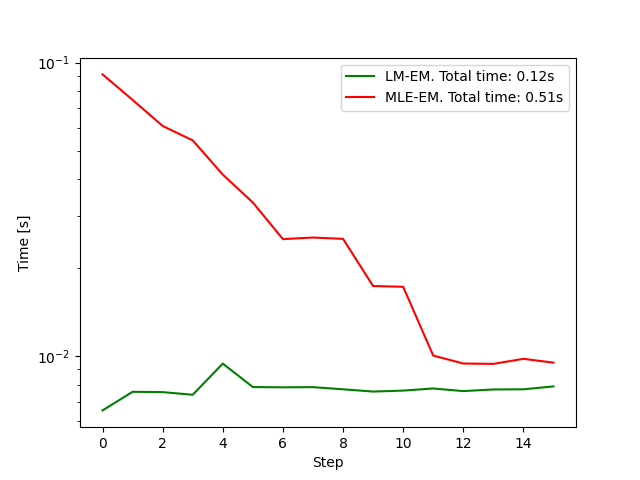 LM-EM. Total time: 0.12s
MLE-EM. Total time: 0.51s
10⁻¹
10⁻²
Time [s]
0 2 4 6 8 10 12 14
Step